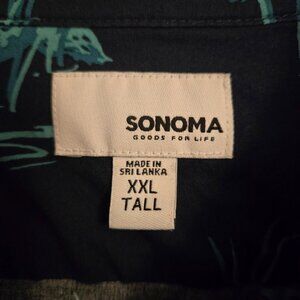 SONOMA
GOODS FOR LIFE
MADE IN
SRI LANKA
XXL
TALL